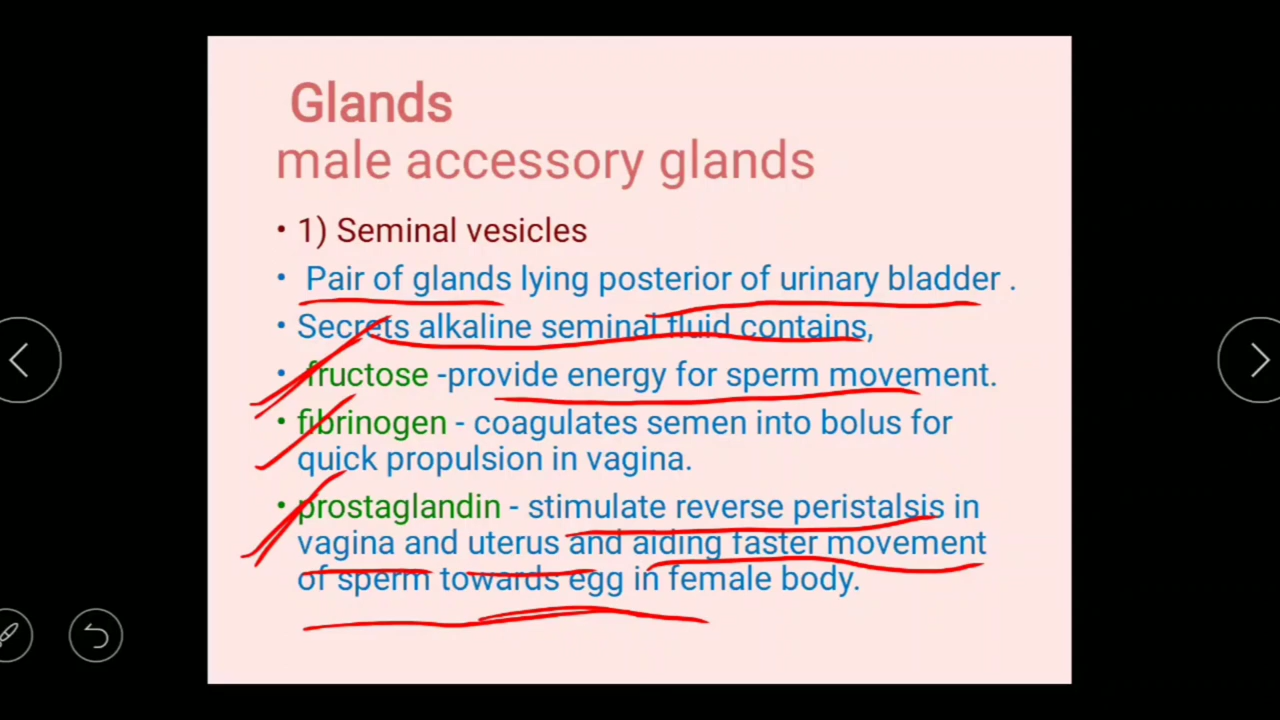 Glands
male accessory glands
• 1) Seminal vesicles
• Pair of glands lying posterior of urinary bladder .
• Secrets alkaline seminal fluid contains,
• fructose -provide energy for sperm movement.
• fibrinogen - coagulates semen into bolus for
quick propulsion in vagina.
• prostaglandin - stimulate reverse peristalsis in
vagina and uterus and aiding faster movement
of sperm towards egg in female body.